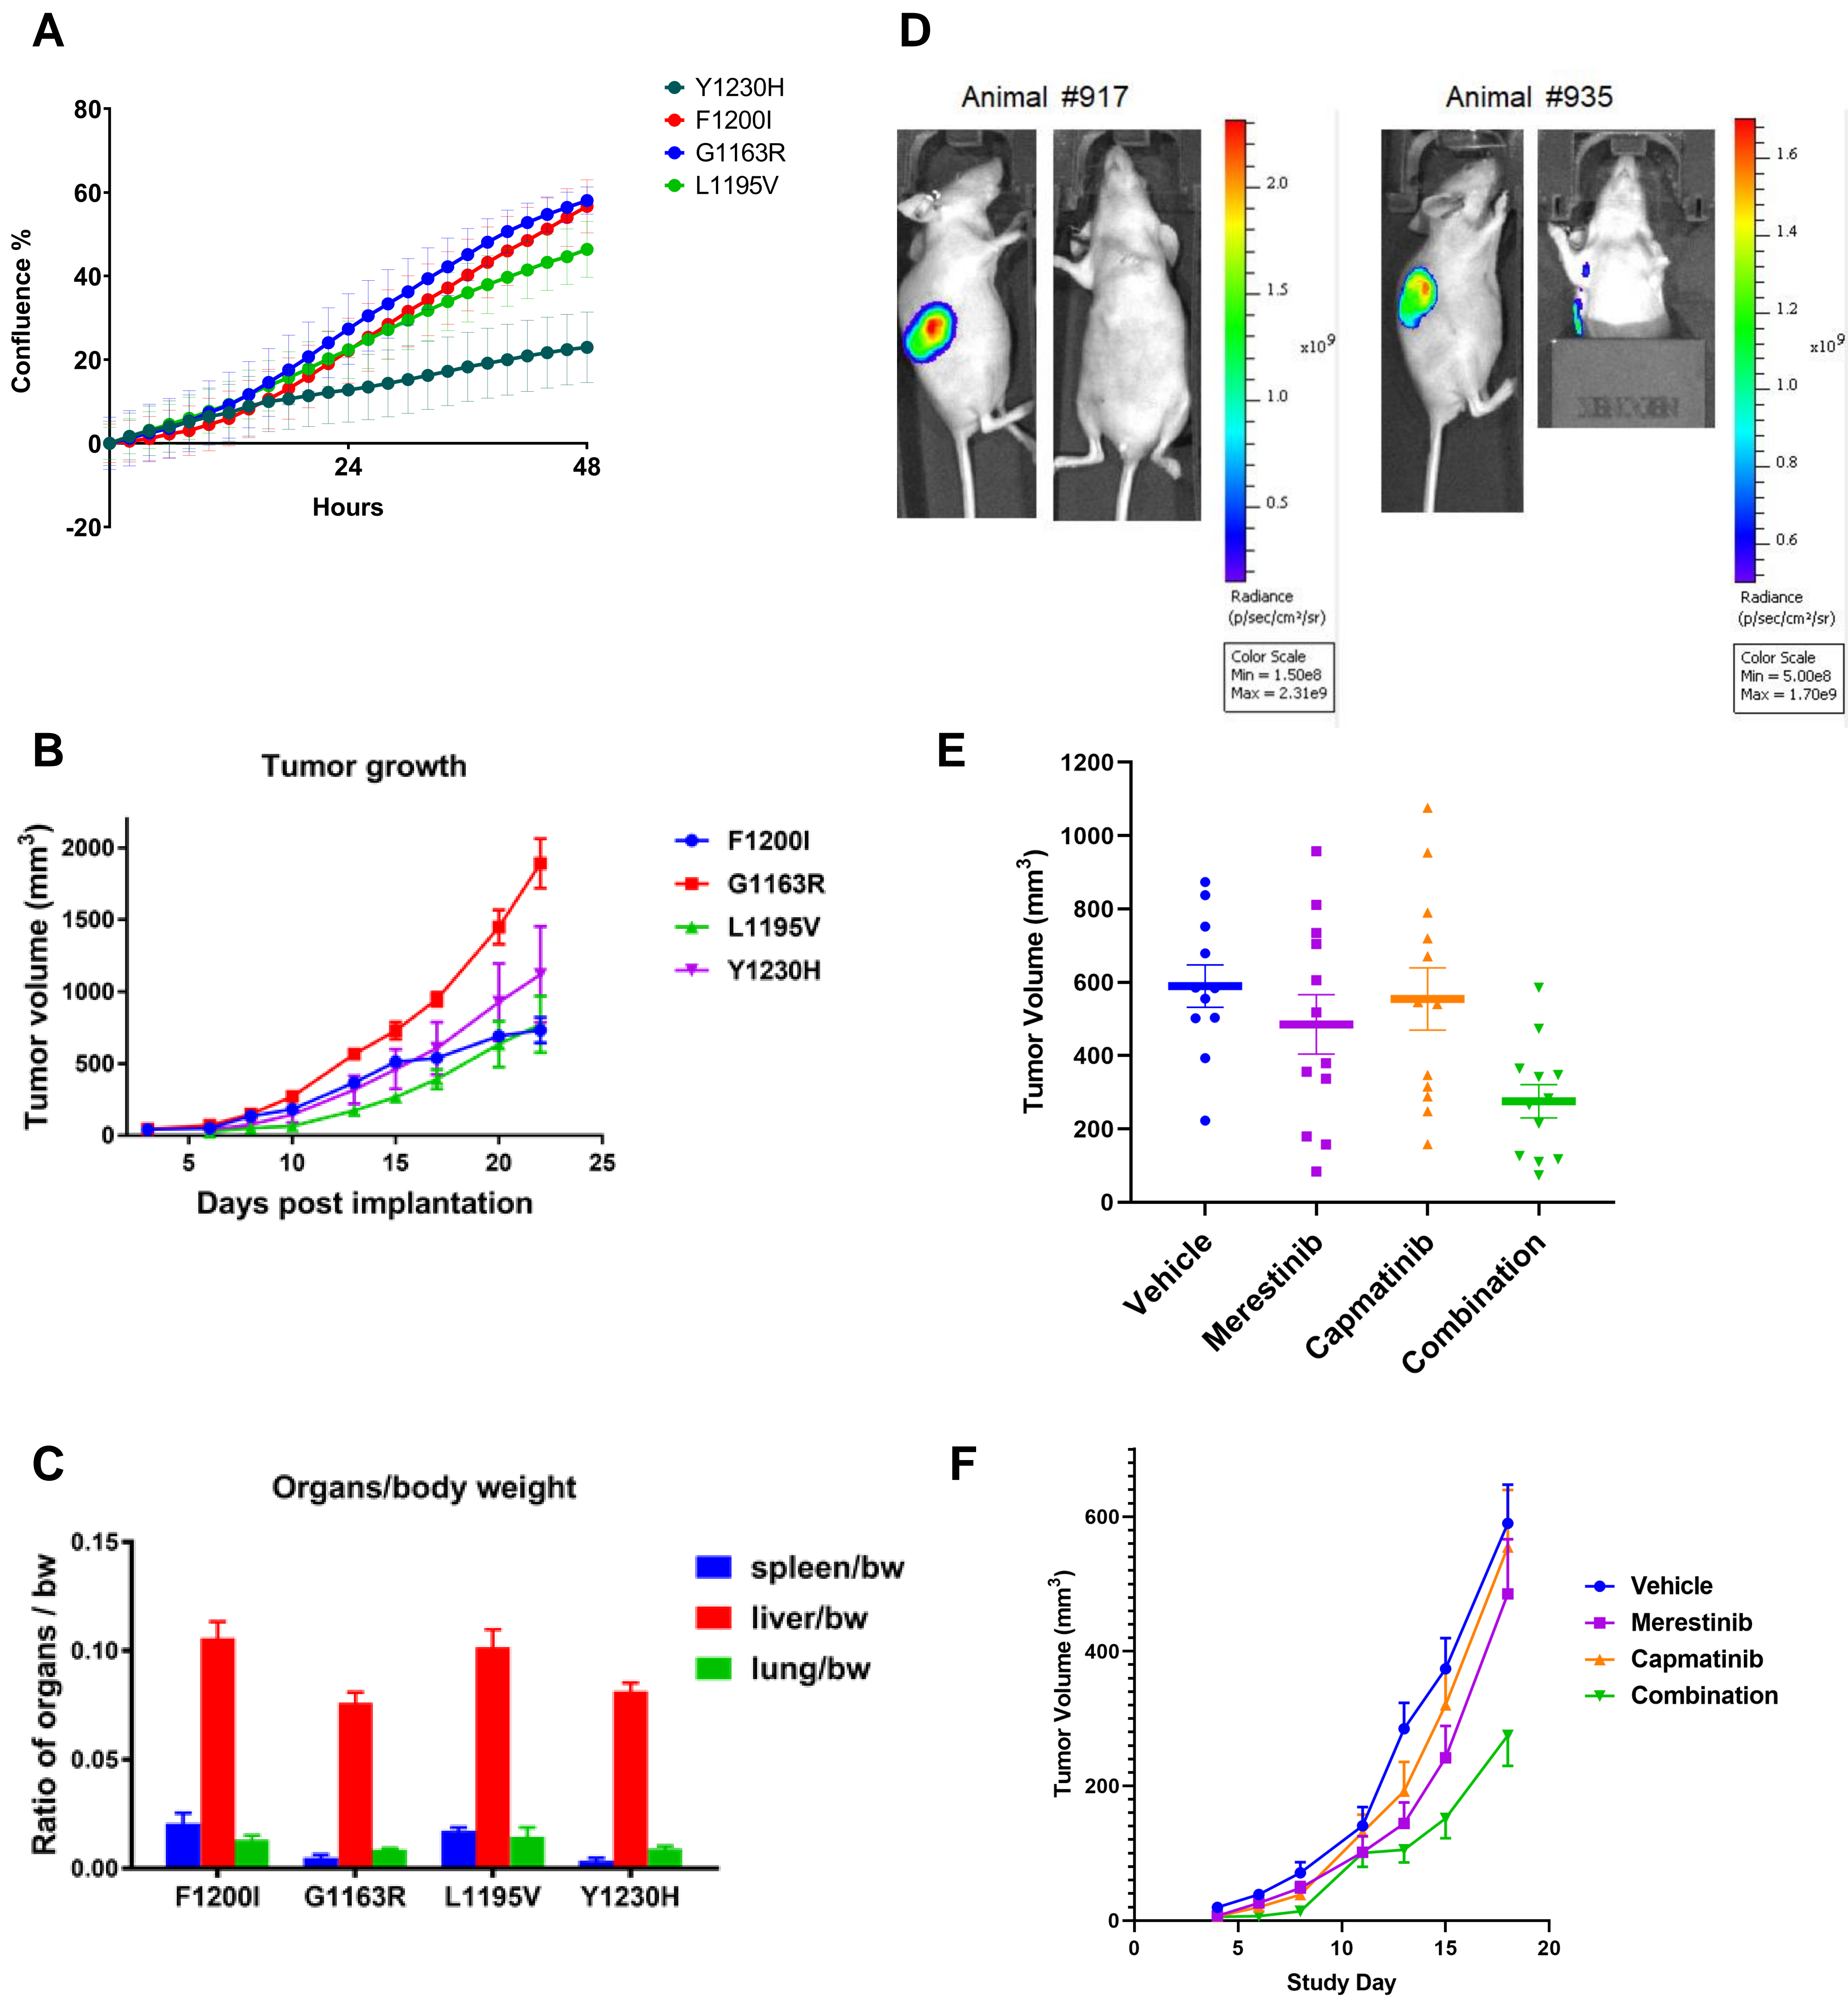 A
80
60
40
20
0
-20
24
48
Confluence %
Hours
Y1230H
F1200I
G1163R
L1195V
D
Animal #917
2.0
1.5
1.0
0.5
x10^9
Radiance
(p/sec/cm²/sr)
Color Scale
Min = 1.50e8
Max = 2.31e9
Animal #935
1.6
1.4
1.2
1.0
0.8
0.6
x10^9
Radiance
(p/sec/cm²/sr)
Color Scale
Min = 5.00e8
Max = 1.70e9
B
Tumor growth
Tumor volume (mm³)
2000
1500
1000
500
0
5 10 15 20 25
Days post implantation
F1200I
G1163R
L1195V
Y1230H
E
Tumor Volume (mm³)
1200
1000
800
600
400
200
0
Vehicle
Merestinib
Capmatinib
Combination
C
Organs/body weight
Ratio of organs / bw
0.15
0.10
0.05
0.00
F1200I G1163R L1195V Y1230H
spleen/bw
liver/bw
lung/bw
F
Tumor Volume (mm³)
600
400
200
0
0 5 10 15 20
Study Day
Vehicle
Merestinib
Capmatinib
Combination